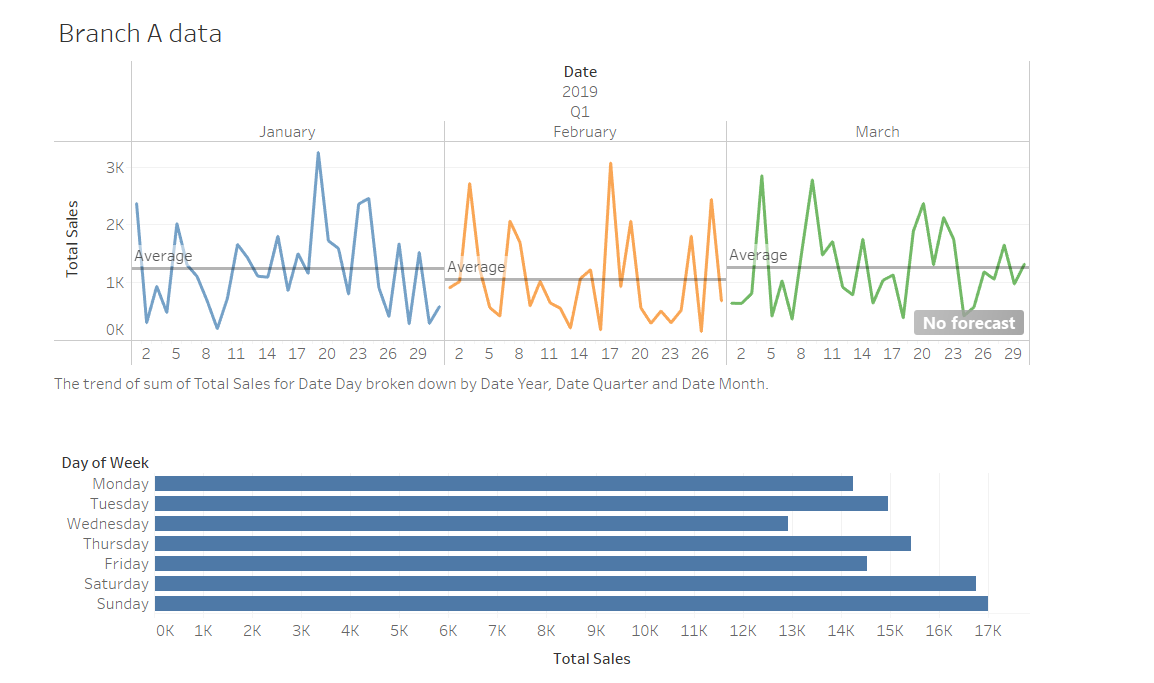 Branch A data
Date
2019
Q1
January February March
3K
2K
1K
0K
Total Sales
Average
Average
Average
No forecast
2 5 8 11 14 17 20 23 26 29 2 5 8 11 14 17 20 23 26 2 5 8 11 14 17 20 23 26 29
The trend of sum of Total Sales for Date Day broken down by Date Year, Date Quarter and Date Month.
Day of Week
Monday
Tuesday
Wednesday
Thursday
Friday
Saturday
Sunday
0K 1K 2K 3K 4K 5K 6K 7K 8K 9K 10K 11K 12K 13K 14K 15K 16K 17K
Total Sales